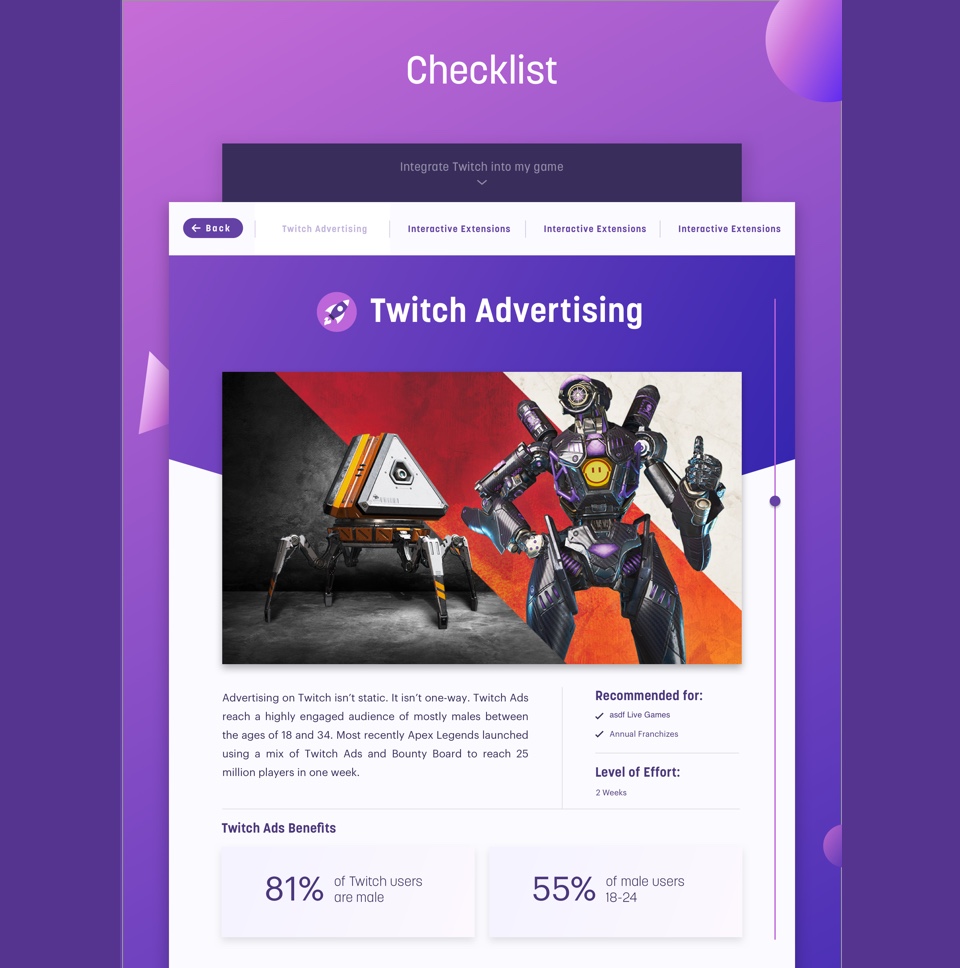 Checklist
Integrate Twitch into my game
Back
Twitch Advertising
Interactive Extensions
Interactive Extensions
Interactive Extensions
Twitch Advertising
Advertising on Twitch isn’t static. It isn’t one-way. Twitch Ads
reach a highly engaged audience of mostly males between
the ages of 18 and 34. Most recently Apex Legends launched
using a mix of Twitch Ads and Bounty Board to reach 25
million players in one week.
Recommended for:
asdf Live Games
Annual Franchizes
Level of Effort:
2 Weeks
Twitch Ads Benefits
81%
of Twitch users
are male
55%
of male users
18-24